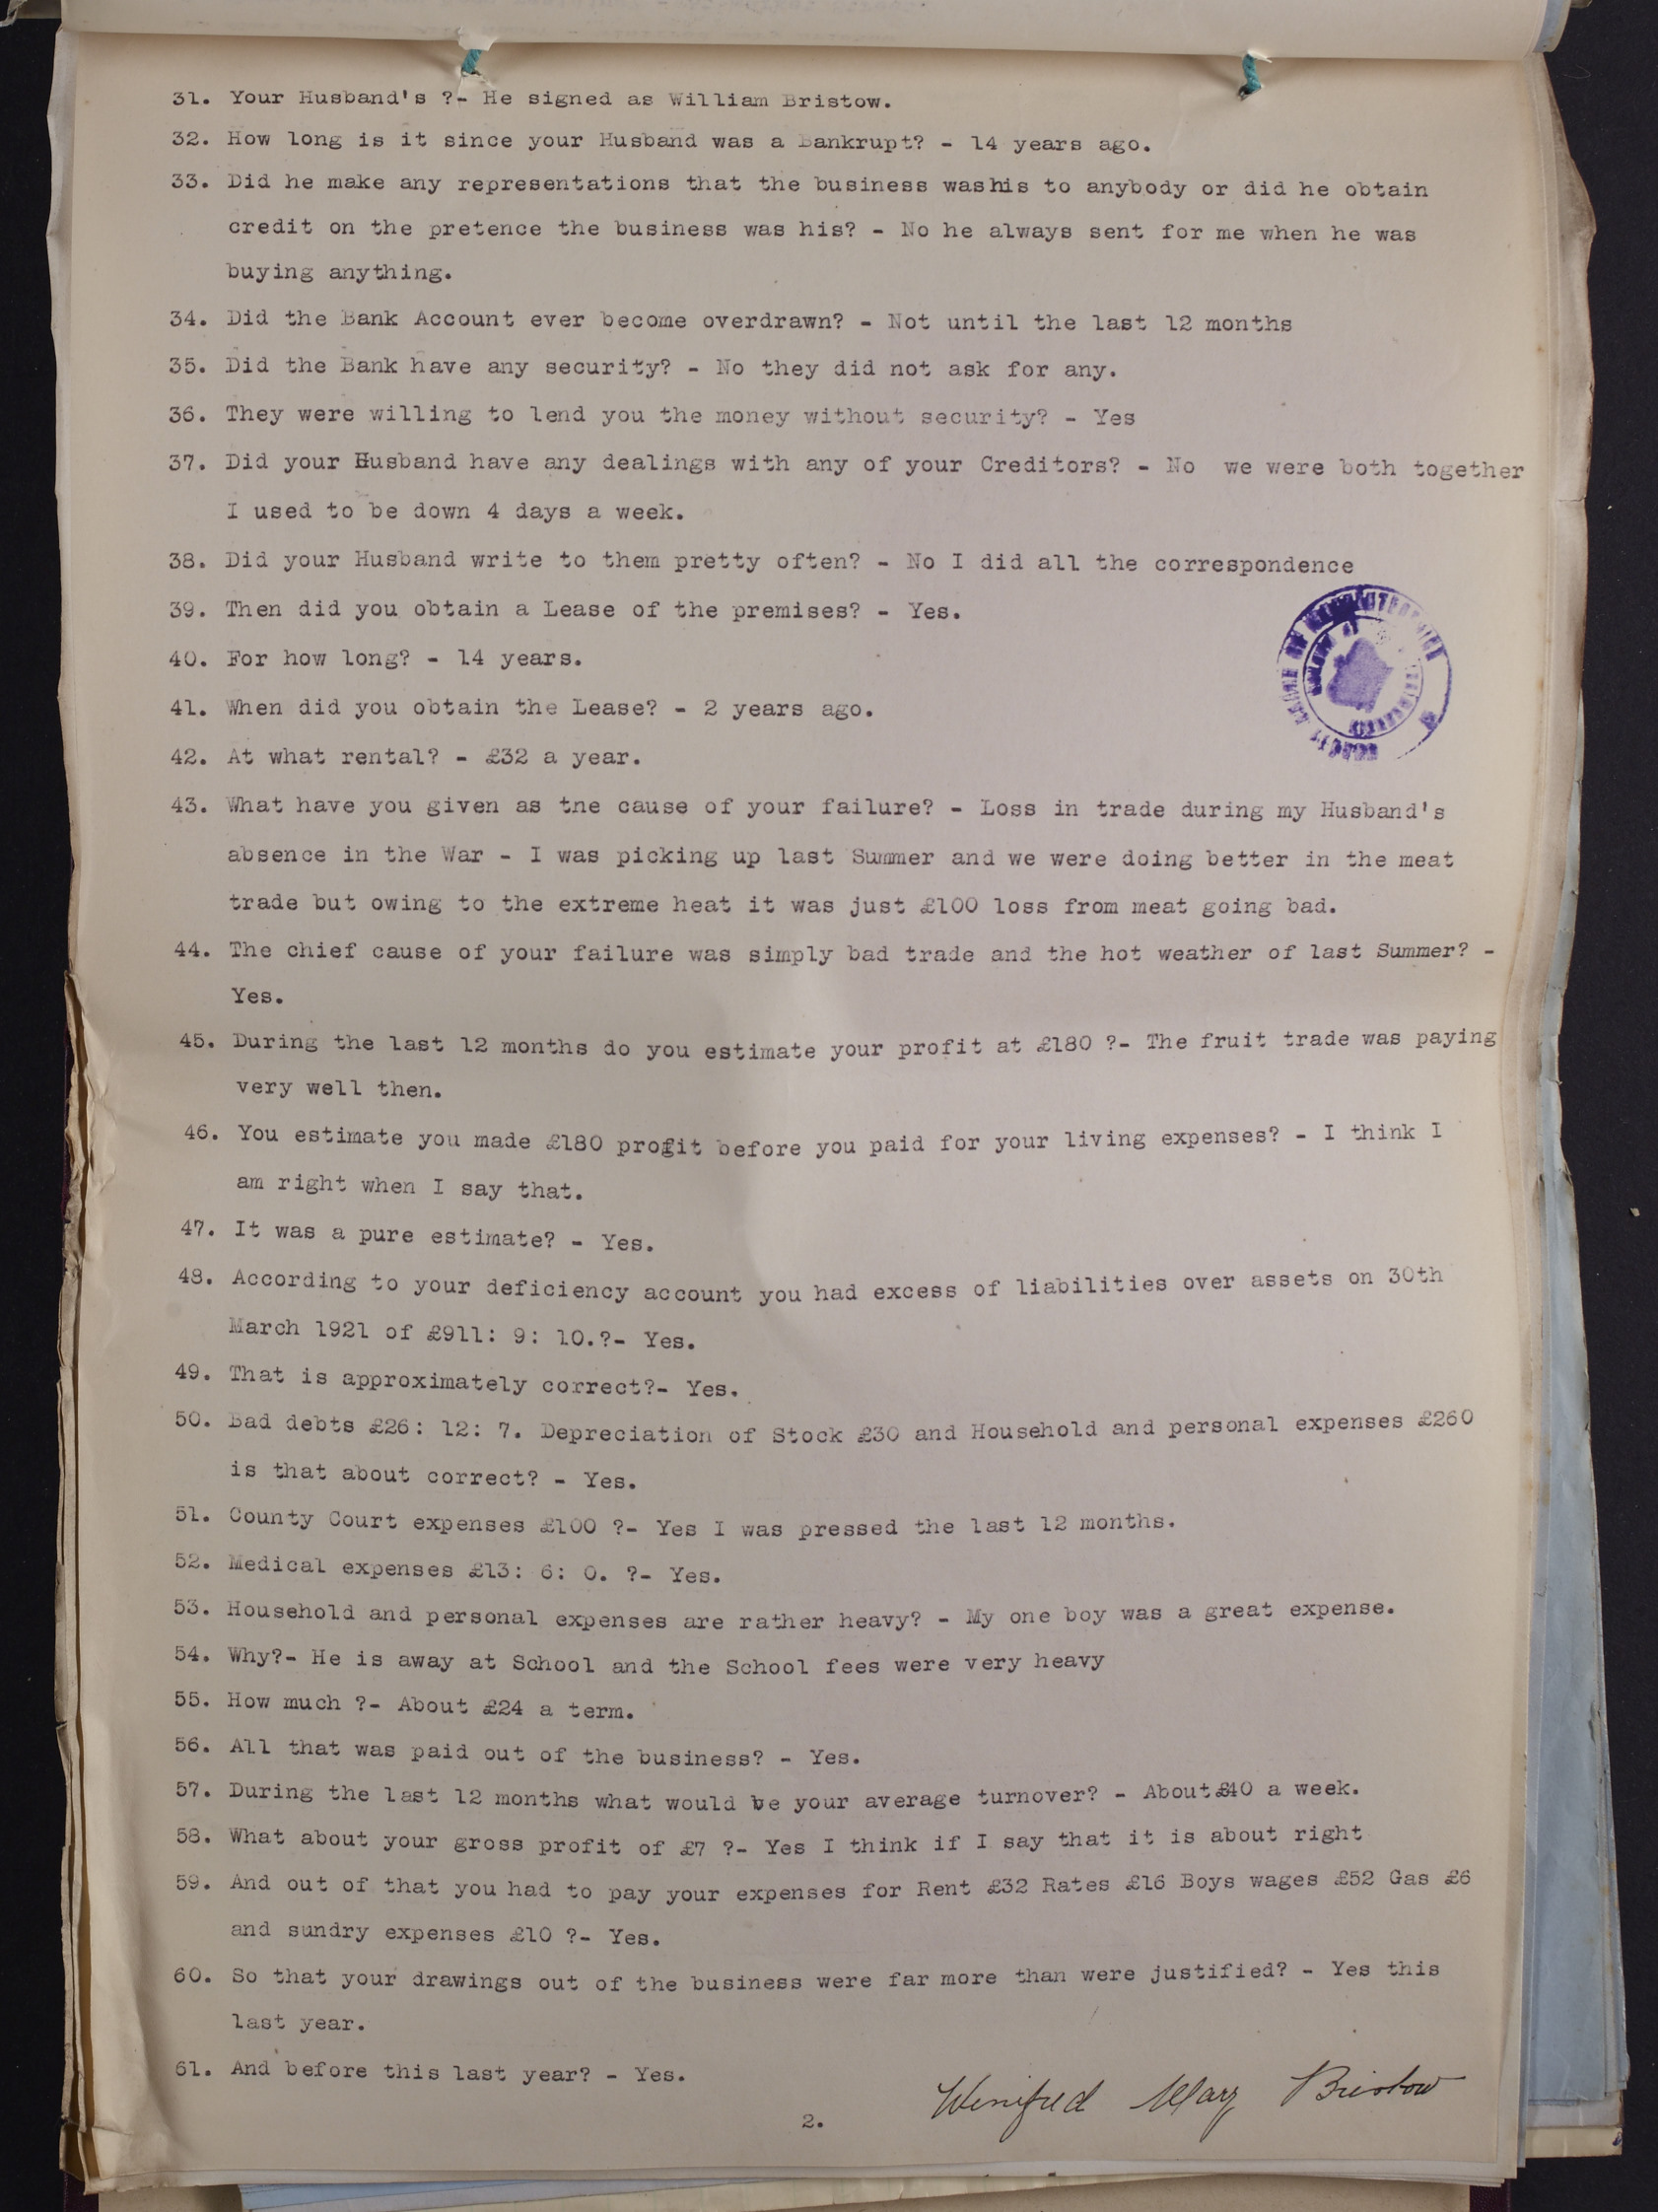 31. Your Husband's ?- He signed as William Bristow.
32. How long is it since your Husband was a Bankrupt? - 14 years ago.
33. Did he make any representations that the business washis to anybody or did he obtain
credit on the pretence the business was his? - No he always sent for me when he was
buying anything.
34. Did the Bank Account ever become overdrawn? - Not until the last 12 months
35. Did the Bank have any security? - No they did not ask for any.
36. They were willing to lend you the money without security? - Yes
37. Did your Husband have any dealings with any of your Creditors? - No we were both together
I used to be down 4 days a week.
38. Did your Husband write to them pretty often? - No I did all the correspondence
39. Then did you obtain a Lease of the premises? - Yes.
40. For how long? - 14 years.
41. When did you obtain the Lease? - 2 years ago.
42. At what rental? - £32 a year.
43. What have you given as tne cause of your failure? - Loss in trade during my Husband's
absence in the War - I was picking up last Summer and we were doing better in the meat
trade but owing to the extreme heat it was just £100 loss from meat going bad.
44. The chief cause of your failure was simply bad trade and the hot weather of last Summer? -
Yes.
45. During the last 12 months do you estimate your profit at £180 ?- The fruit trade was paying
very well then.
46. You estimate you made £180 profit before you paid for your living expenses? - I think I
am right when I say that.
47. It was a pure estimate? - Yes.
48. According to your deficiency account you had excess of liabilities over assets on 30th
March 1921 of £911: 9: 10.?- Yes.
49. That is approximately correct?- Yes.
50. Bad debts £26: 12: 7. Depreciation of Stock £30 and Household and personal expenses £260
is that about correct? - Yes.
51. County Court expenses £100 ?- Yes I was pressed the last 12 months.
52. Medical expenses £13: 6: 0. ?- Yes.
53. Household and personal expenses are rather heavy? - My one boy was a great expense.
54. Why?- He is away at School and the School fees were very heavy
55. How much ?- About £24 a term.
56. All that was paid out of the business? - Yes.
57. During the last 12 months what would be your average turnover? - About £40 a week.
58. What about your gross profit of £7 ?- Yes I think if I say that it is about right
59. And out of that you had to pay your expenses for Rent £32 Rates £16 Boys wages £52 Gas £6
and sundry expenses £10 ?- Yes.
60. So that your drawings out of the business were far more than were justified? - Yes this
last year.
61. And before this last year? - Yes.
Winifred Mary Bristow
2.